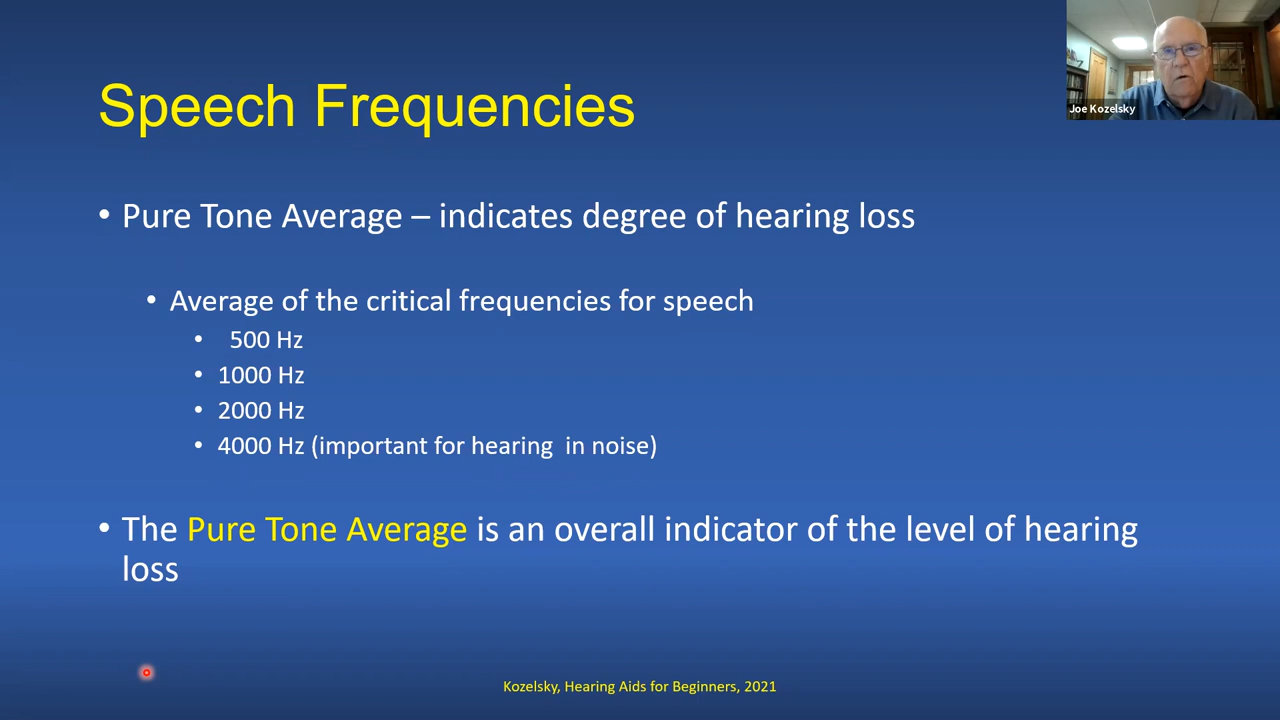 Speech Frequencies
Joe Kozelsky
• Pure Tone Average – indicates degree of hearing loss
• Average of the critical frequencies for speech
• 500 Hz
• 1000 Hz
• 2000 Hz
• 4000 Hz (important for hearing  in noise)
• The Pure Tone Average is an overall indicator of the level of hearing
loss
Kozelsky, Hearing Aids for Beginners, 2021